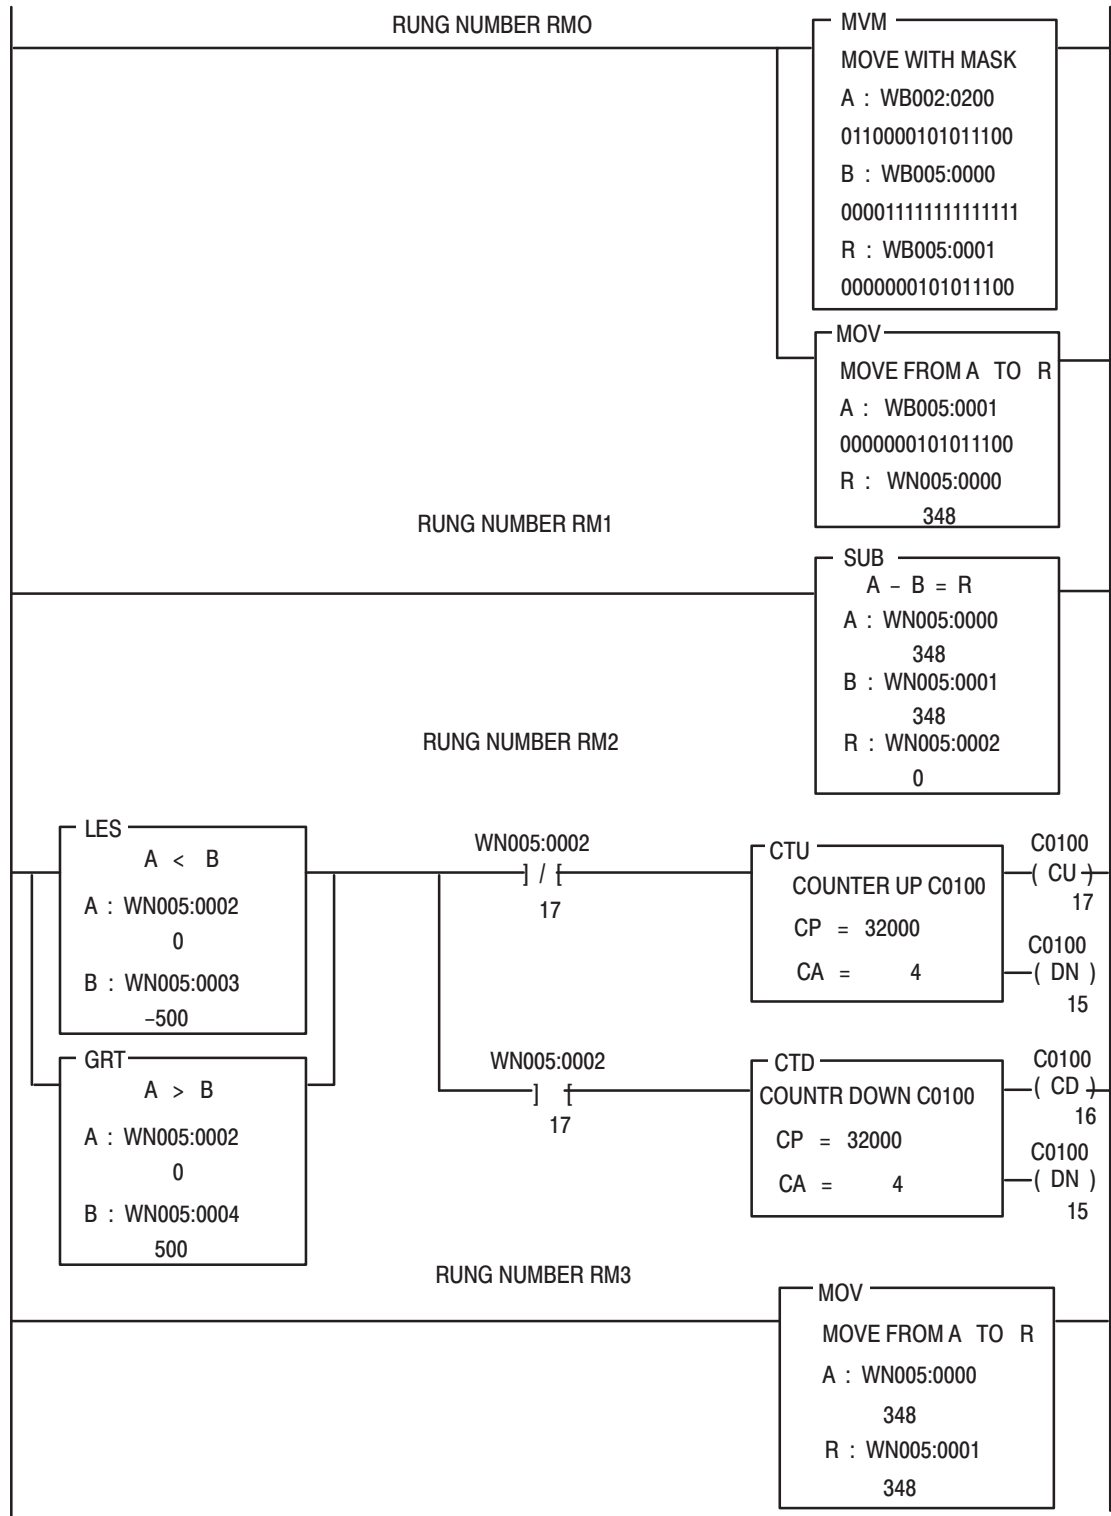 RUNG NUMBER RMO
MVM
MOVE WITH MASK
A : WB002:0200
0110000101011100
B : WB005:0000
0000111111111111
R : WB005:0001
0000000101011100
MOV
MOVE FROM A TO R
A : WB005:0001
0000000101011100
R : WN005:0000
348
RUNG NUMBER RM1
SUB
A – B = R
A : WN005:0000
348
B : WN005:0001
348
R : WN005:0002
0
RUNG NUMBER RM2
LES
A < B
A : WN005:0002
0
B : WN005:0003
–500
GRT
A > B
A : WN005:0002
0
B : WN005:0004
500
WN005:0002
] / [
17
CTU
COUNTER UP C0100
CP = 32000
CA = 4
C0100
( CU )
17
C0100
( DN )
15
WN005:0002
] [
17
CTD
COUNTR DOWN C0100
CP = 32000
CA = 4
C0100
( CD )
16
C0100
( DN )
15
RUNG NUMBER RM3
MOV
MOVE FROM A TO R
A : WN005:0000
348
R : WN005:0001
348